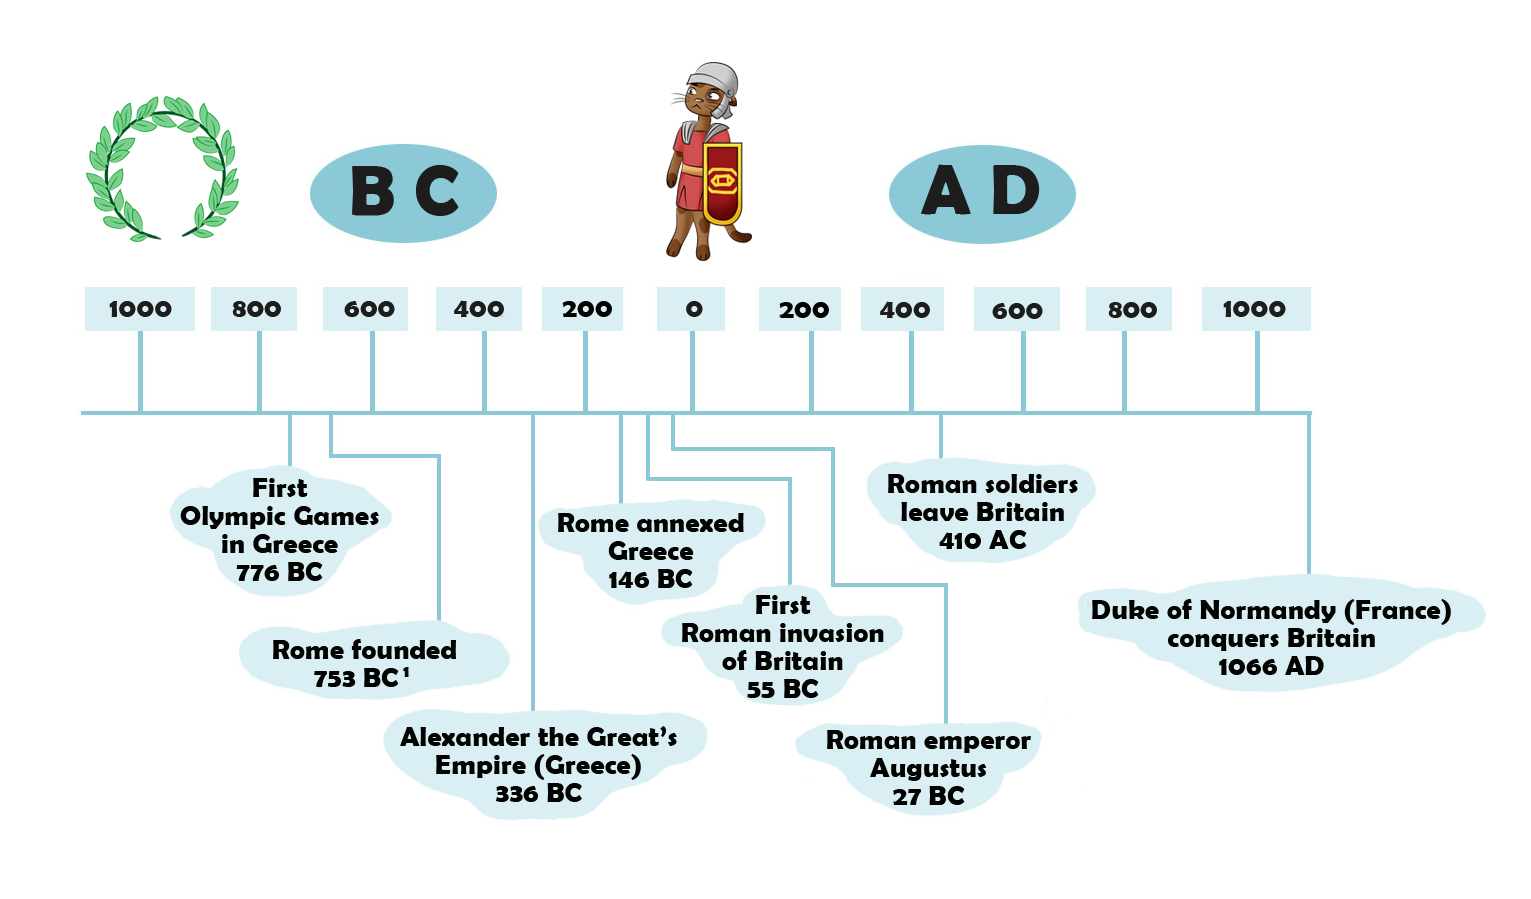 BC
AD
1000
800
600
400
200
0
200
400
600
800
1000
First
Olympic Games
in Greece
776 BC
Rome founded
753 BC¹
Alexander the Great’s
Empire (Greece)
336 BC
Rome annexed
Greece
146 BC
First
Roman invasion
of Britain
55 BC
Roman emperor
Augustus
27 BC
Roman soldiers
leave Britain
410 AC
Duke of Normandy (France)
conquers Britain
1066 AD